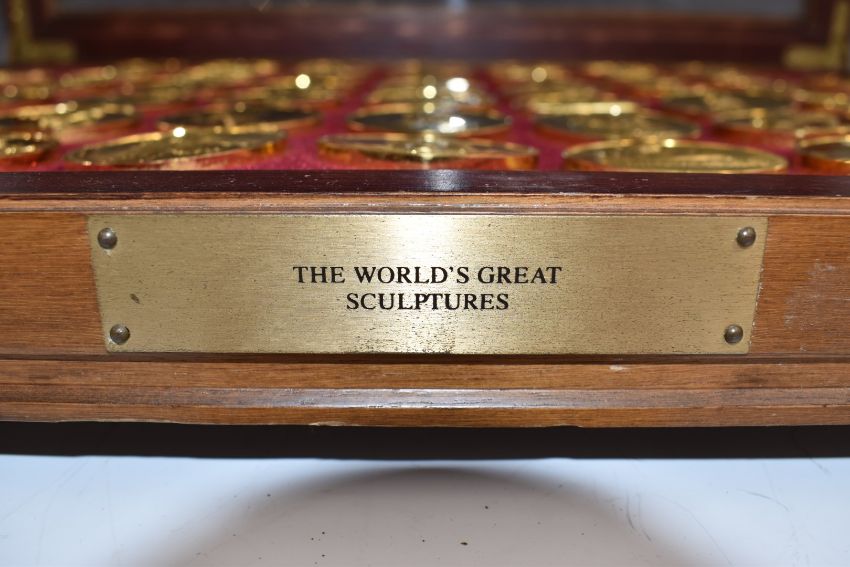 THE WORLD'S GREAT
SCULPTURES